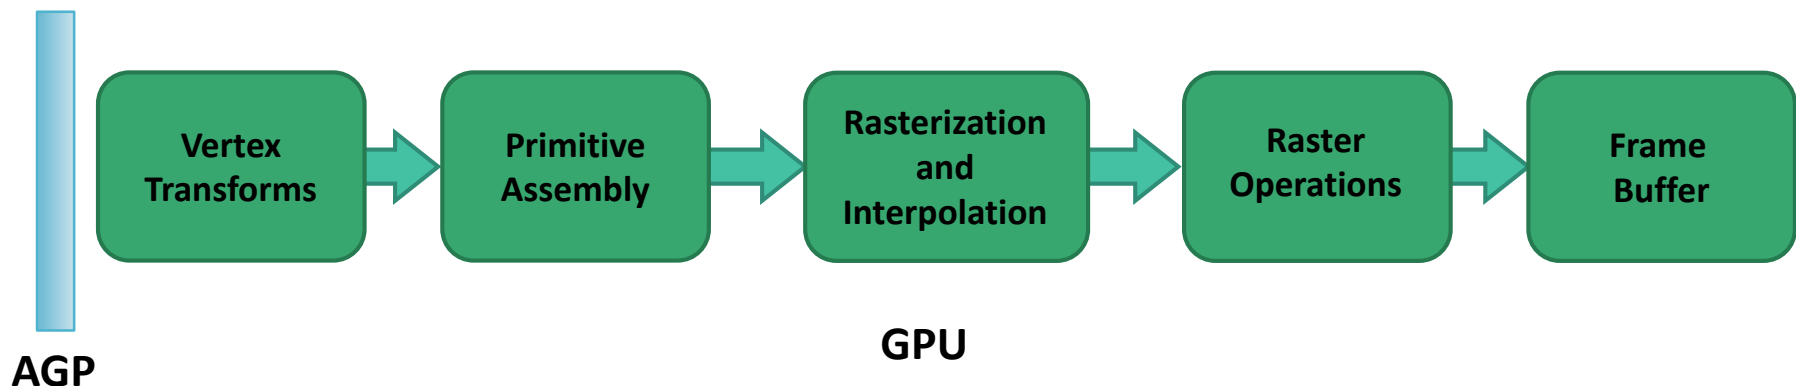 Vertex
Transforms
Primitive
Assembly
Rasterization
and
Interpolation
Raster
Operations
Frame
Buffer
AGP
GPU